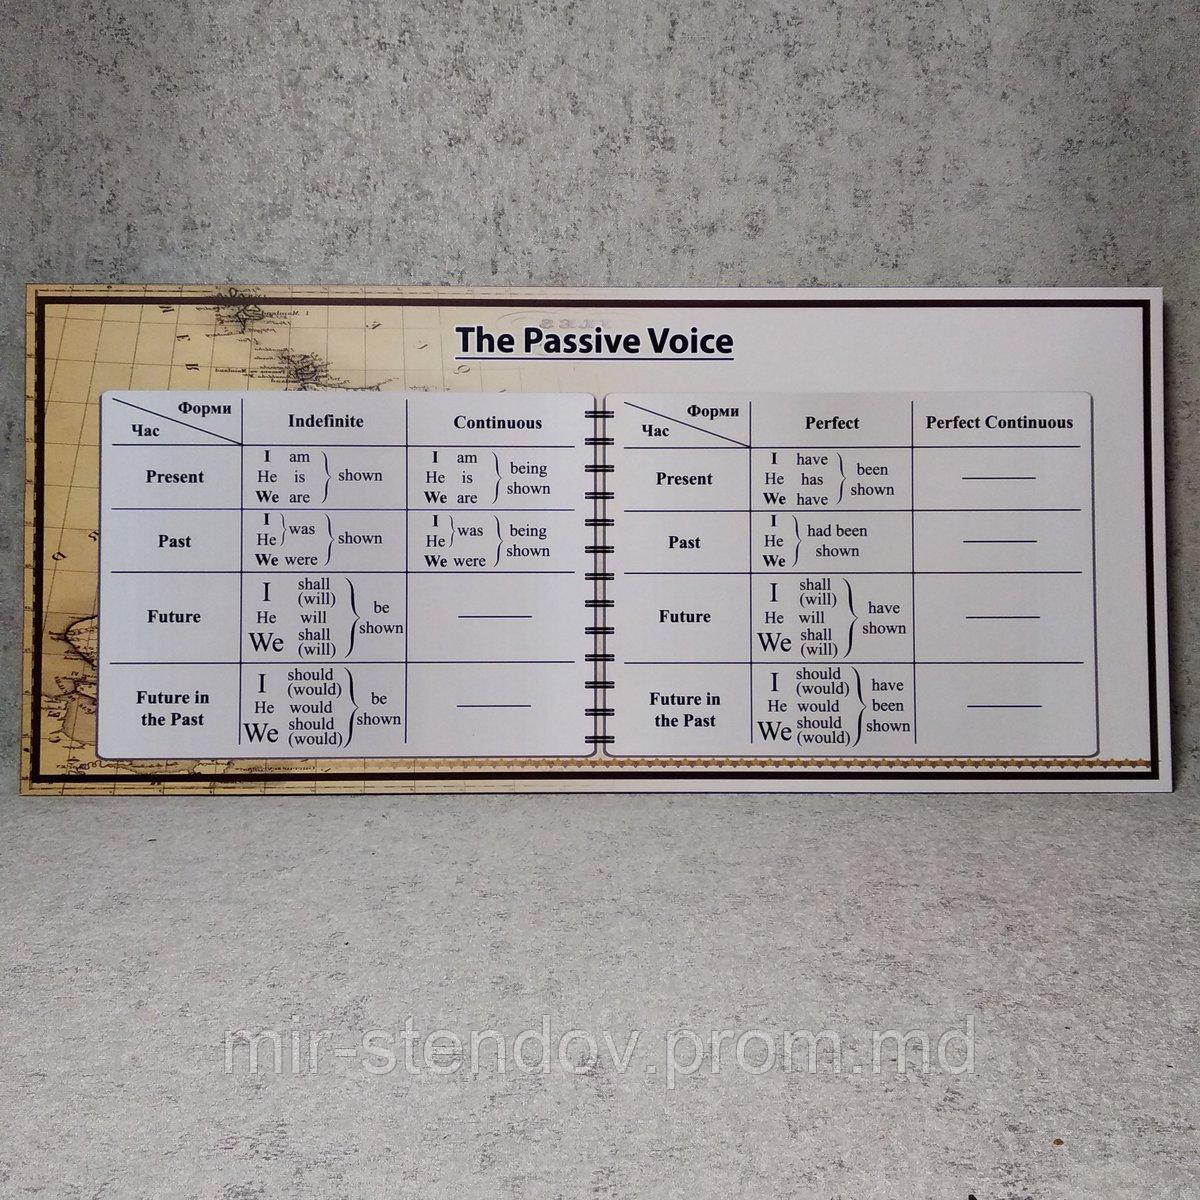 The Passive Voice
Форми
Час
Indefinite
Continuous
Present
I am
He is
We are
shown
I am
He is
We are
being
shown
Past
I
He
was
We were
shown
I
He
was
We were
being
shown
Future
I shall
(will)
He will
We shall
(will)
be
shown
Future in
the Past
I should
(would)
He would
We should
(would)
be
shown
Форми
Час
Perfect
Perfect Continuous
Present
I have
He has
We have
been
shown
Past
I
He
We
had been
shown
Future
I shall
(will)
He will
We shall
(will)
have
shown
Future in
the Past
I should
(would)
He would
We should
(would)
have
been
shown
mir-stendov.prom.md